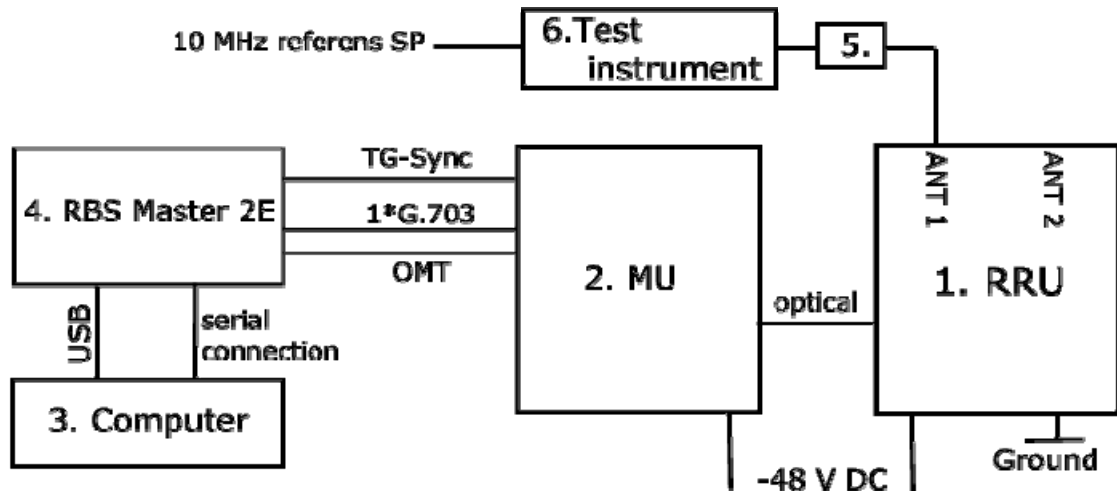 10 MHz referens SP
6.Test
instrument
5.
TG-Sync
4. RBS Master 2E
1*G.703
OMT
2. MU
ANT 1
ANT 2
1. RRU
optical
USB
serial
connection
3. Computer
Ground
-48 V DC